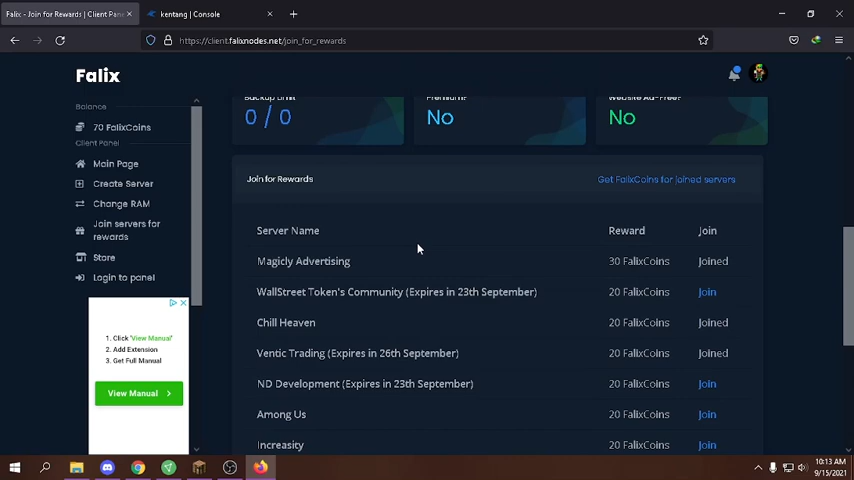 Falix - Join for Rewards | Client Pane
kentang | Console
https://client.falixnodes.net/join_for_rewards
Falix
Balance
70 FalixCoins
Client Panel
Main Page
Create Server
Change RAM
Join servers for
rewards
Store
Login to panel
1. Click "View Manual"
2. Add Extension
3. Get Full Manual
View Manual
Backup Limit
0 / 0
Premium?
No
Website Ad-Free?
No
Join for Rewards
Get FalixCoins for joined servers
Server Name Reward Join
Magicly Advertising 30 FalixCoins Joined
WallStreet Token's Community (Expires in 23th September) 20 FalixCoins Join
Chill Heaven 20 FalixCoins Joined
Ventic Trading (Expires in 26th September) 20 FalixCoins Joined
ND Development (Expires in 23th September) 20 FalixCoins Join
Among Us 20 FalixCoins Join
Increasity 20 FalixCoins Join
10:13 AM
9/15/2021